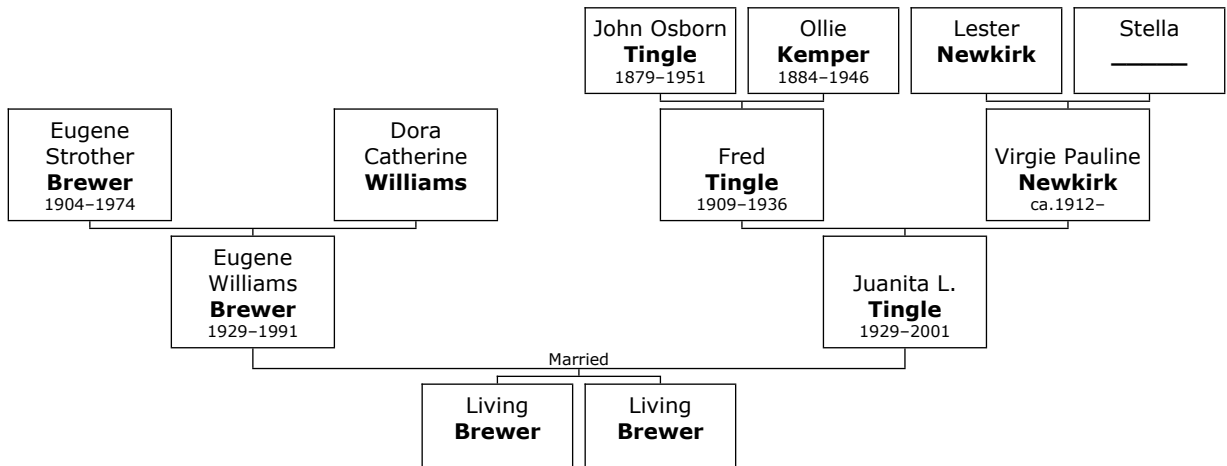 John Osborn
Tingle
1879–1951
Ollie
Kemper
1884–1946
Lester
Newkirk
Stella
______
Eugene
Strother
Brewer
1904–1974
Dora
Catherine
Williams
Fred
Tingle
1909–1936
Virgie Pauline
Newkirk
ca.1912–
Eugene
Williams
Brewer
1929–1991
Juanita L.
Tingle
1929–2001
Married
Living
Brewer
Living
Brewer